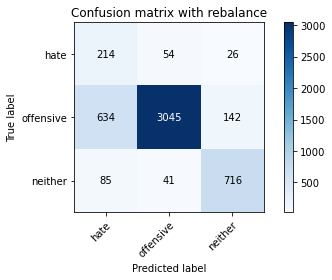 Confusion matrix with rebalance
True label
hate
offensive
neither
214 54 26
634 3045 142
85 41 716
hate offensive neither
Predicted label
3000
2500
2000
1500
1000
500